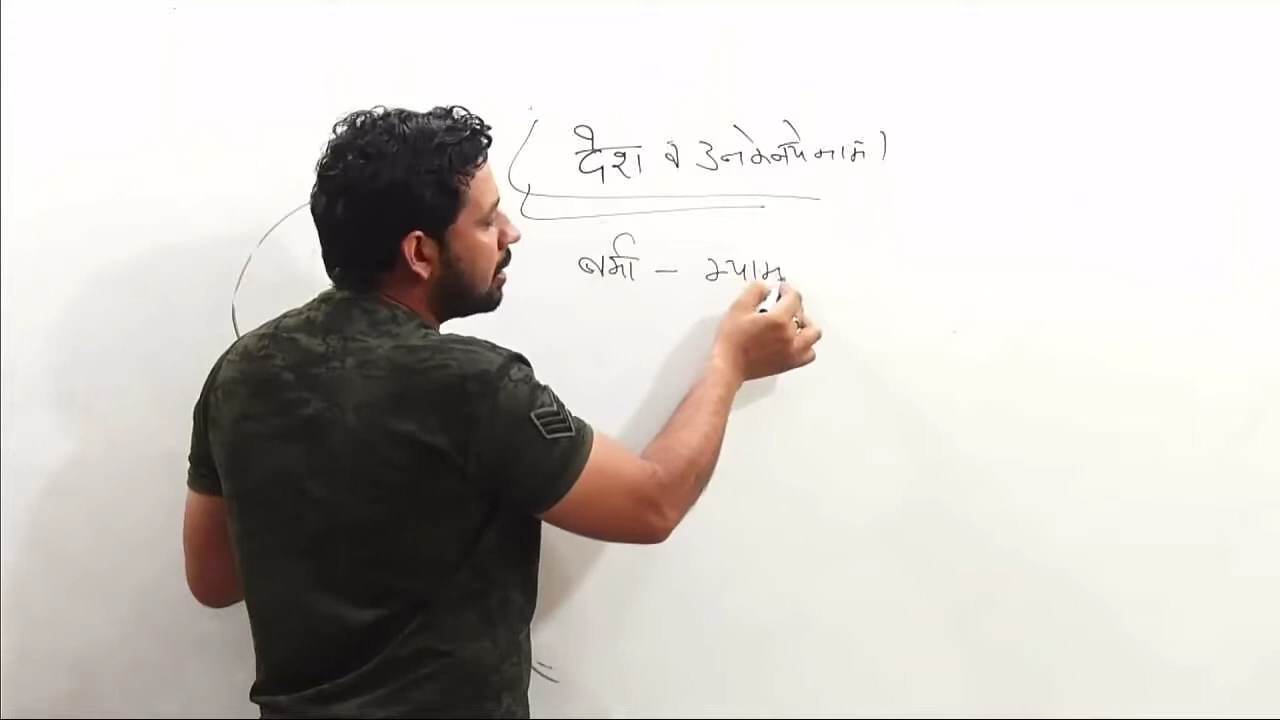 देश व उनके नये नाम)
बर्मा – म्याम